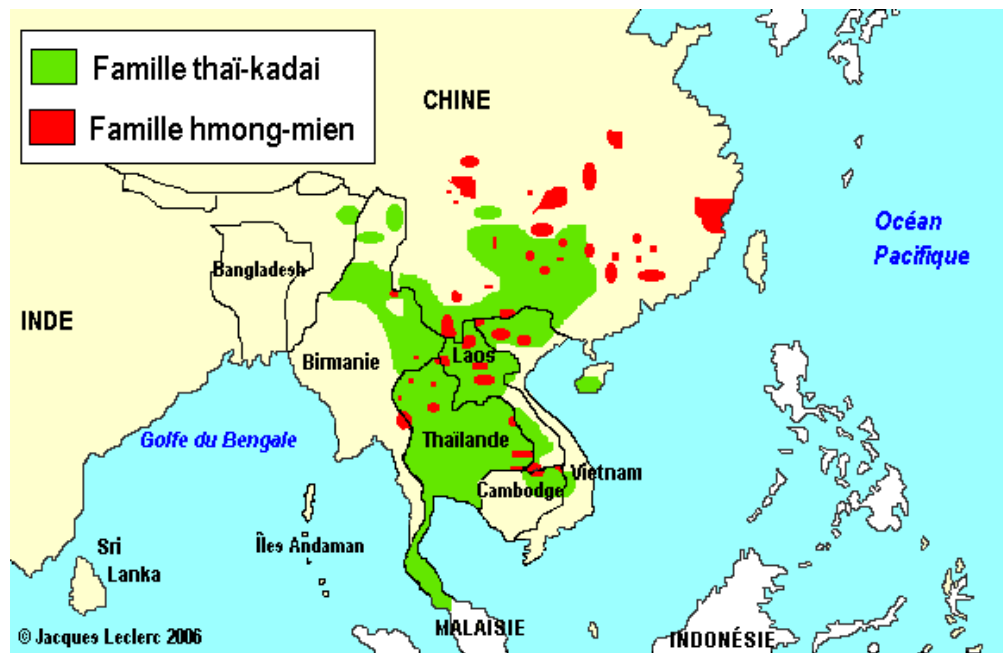 Famille thaï-kadai
Famille hmong-mien
CHINE
Océan
Pacifique
Bangladesh
INDE
Birmanie
Laos
Golfe du Bengale
Thaïlande
Vietnam
Cambodge
Sri
Lanka
Îles Andaman
© Jacques Leclerc 2006
MALAISIE
INDONÉSIE